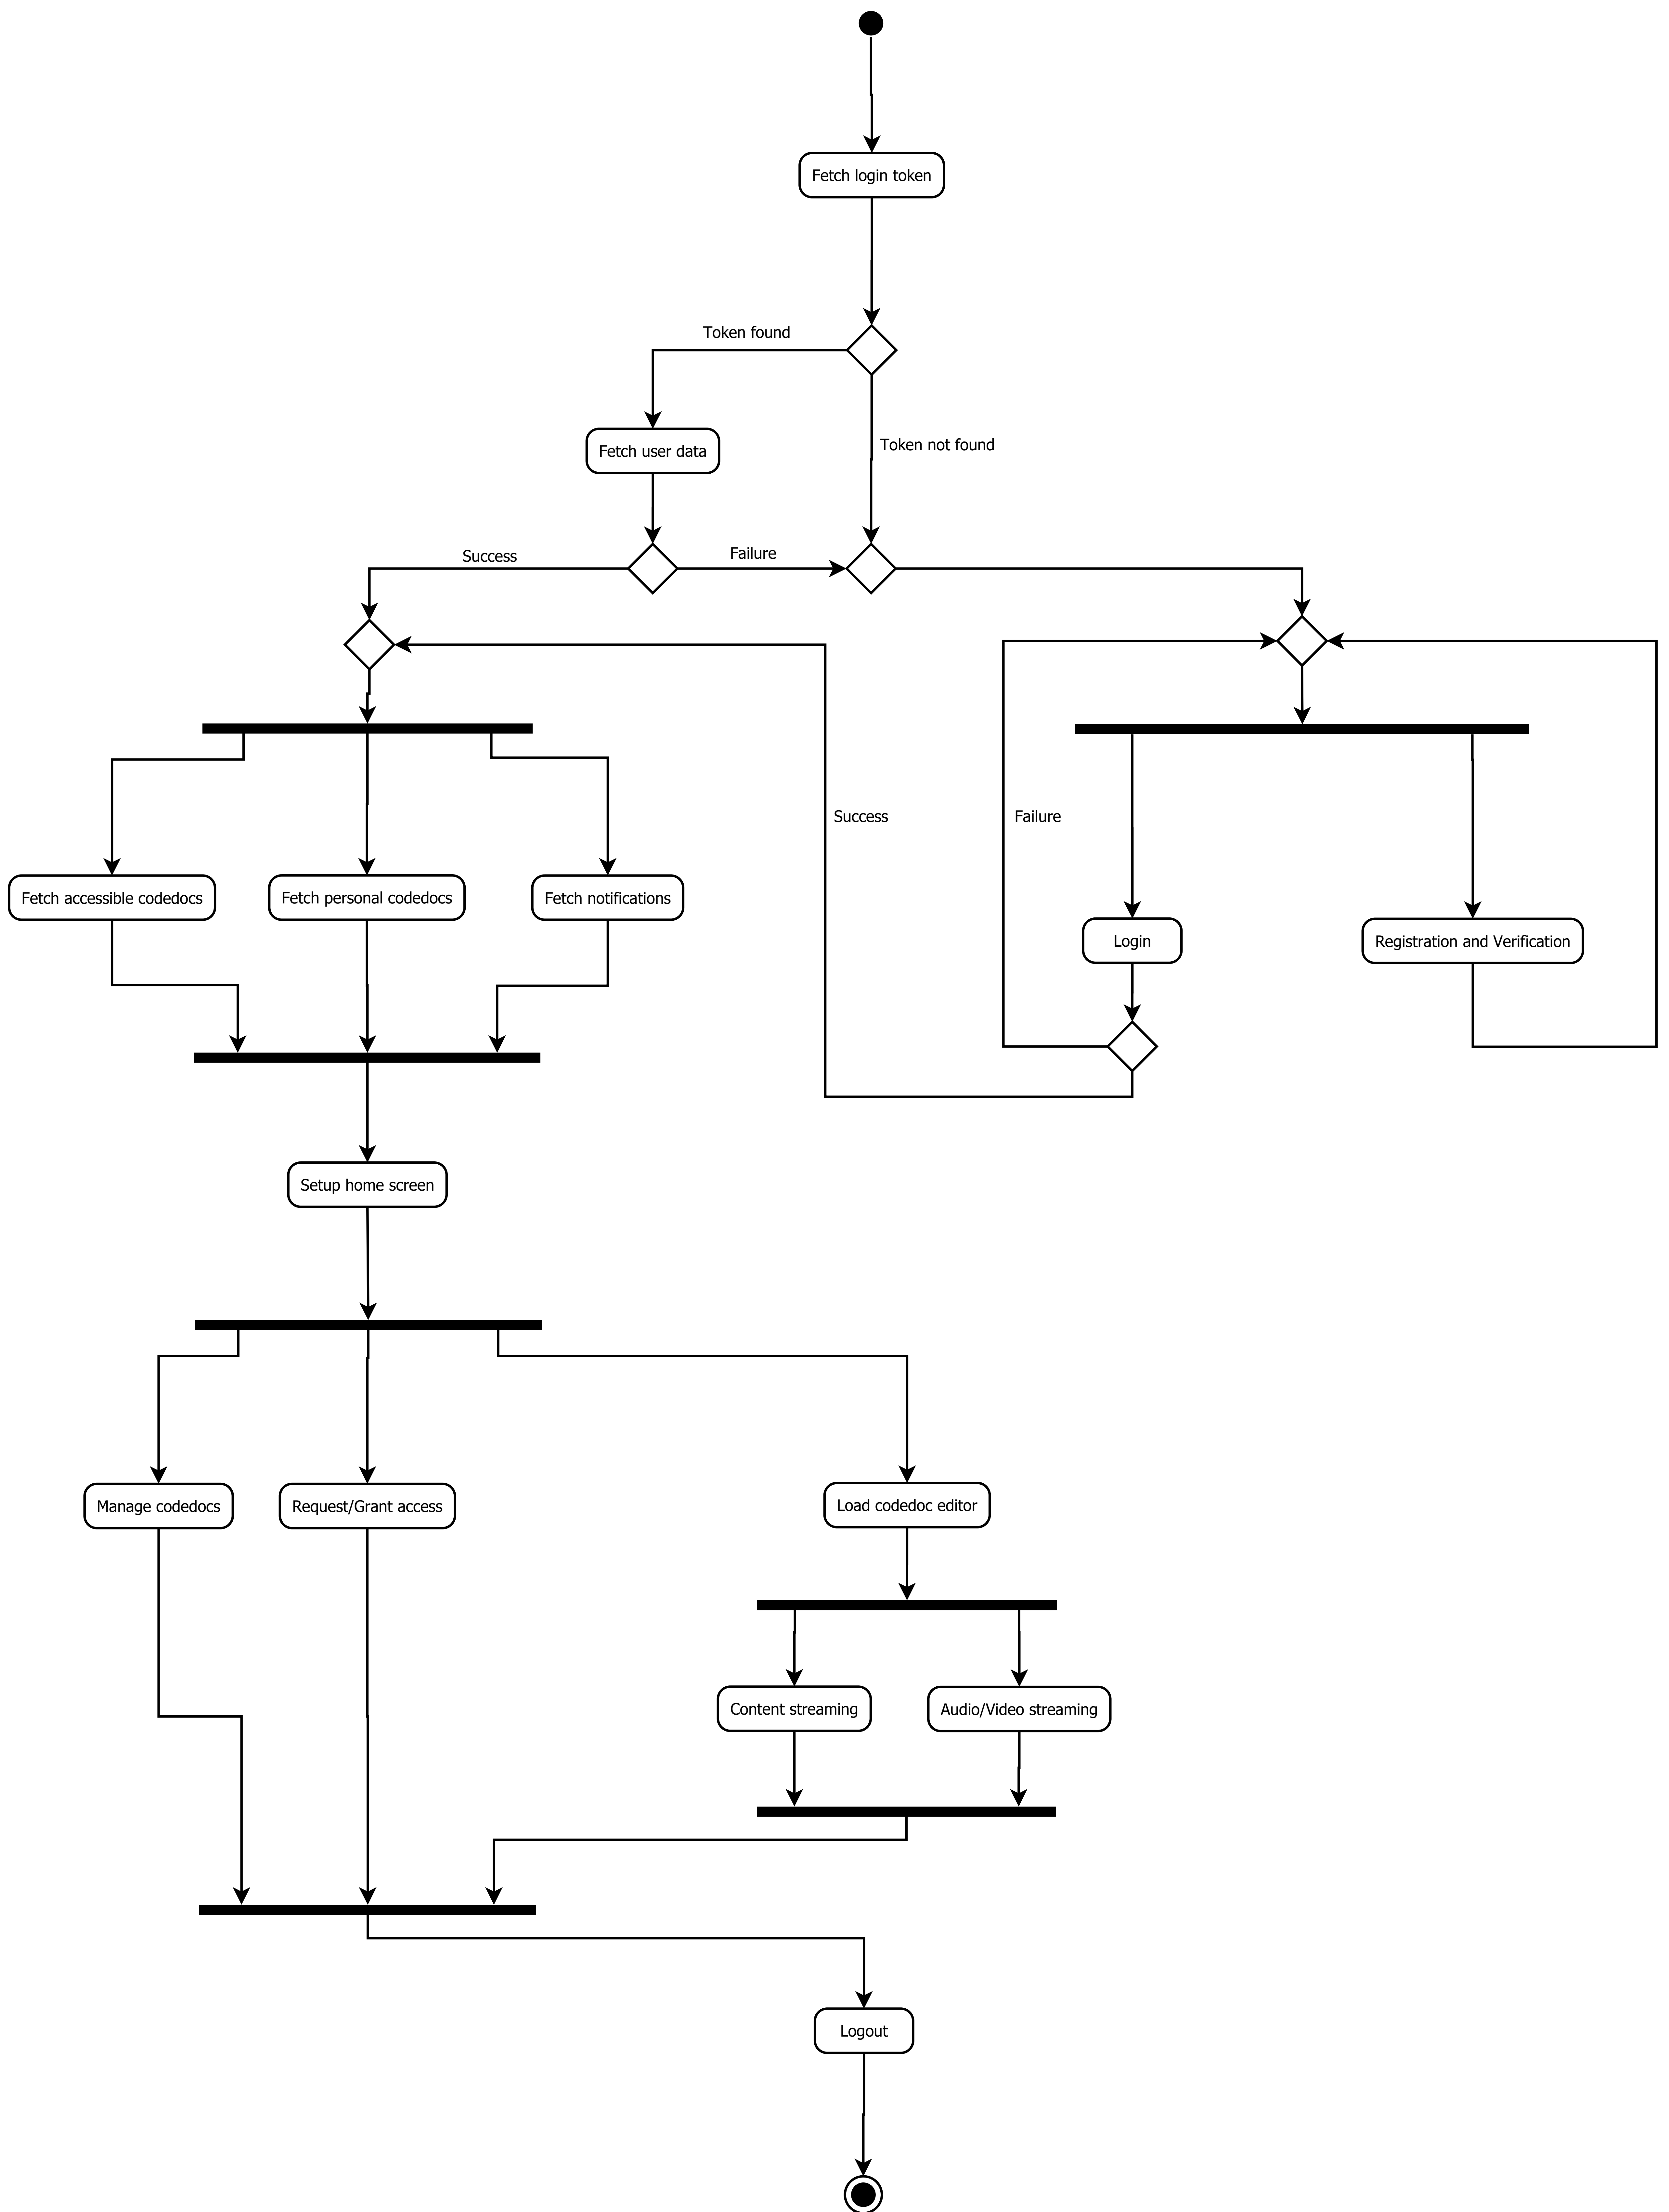 Fetch login token
Token found
Token not found
Fetch user data
Success
Failure
Success
Failure
Fetch accessible codedocs
Fetch personal codedocs
Fetch notifications
Login
Registration and Verification
Setup home screen
Manage codedocs
Request/Grant access
Load codedoc editor
Content streaming
Audio/Video streaming
Logout